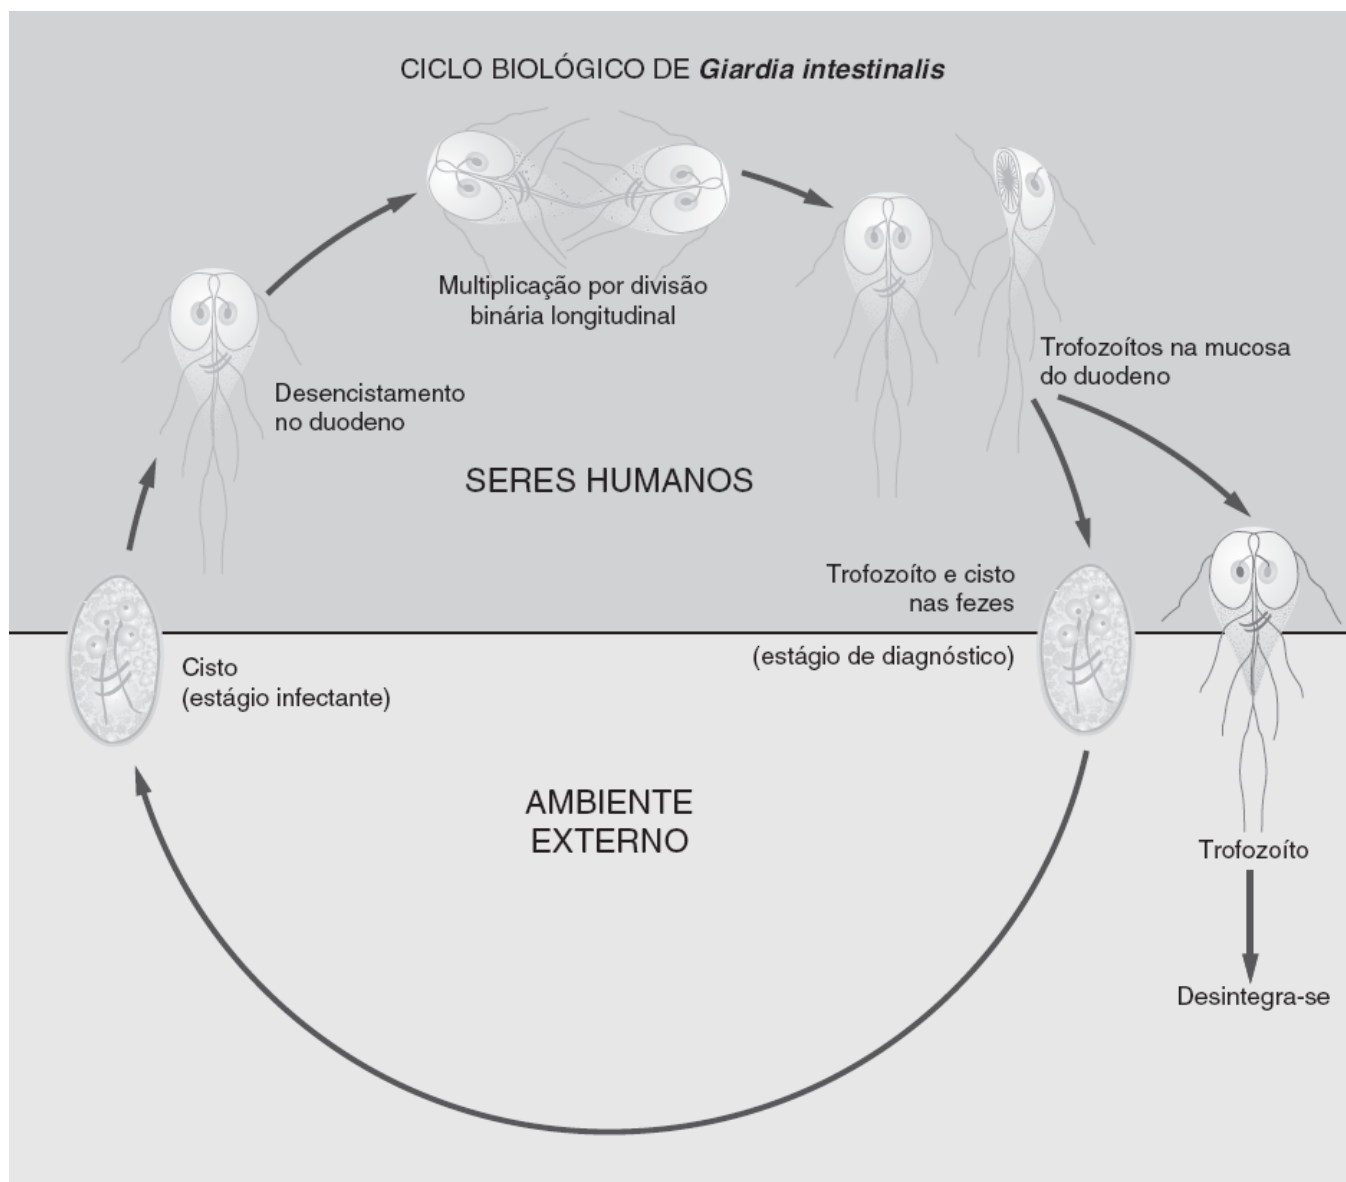 CICLO BIOLÓGICO DE Giardia intestinalis
Multiplicação por divisão
binária longitudinal
Desencistamento
no duodeno
Trofozoítos na mucosa
do duodeno
SERES HUMANOS
Trofozoíto e cisto
nas fezes
(estágio de diagnóstico)
Cisto
(estágio infectante)
AMBIENTE
EXTERNO
Trofozoíto
Desintegra-se